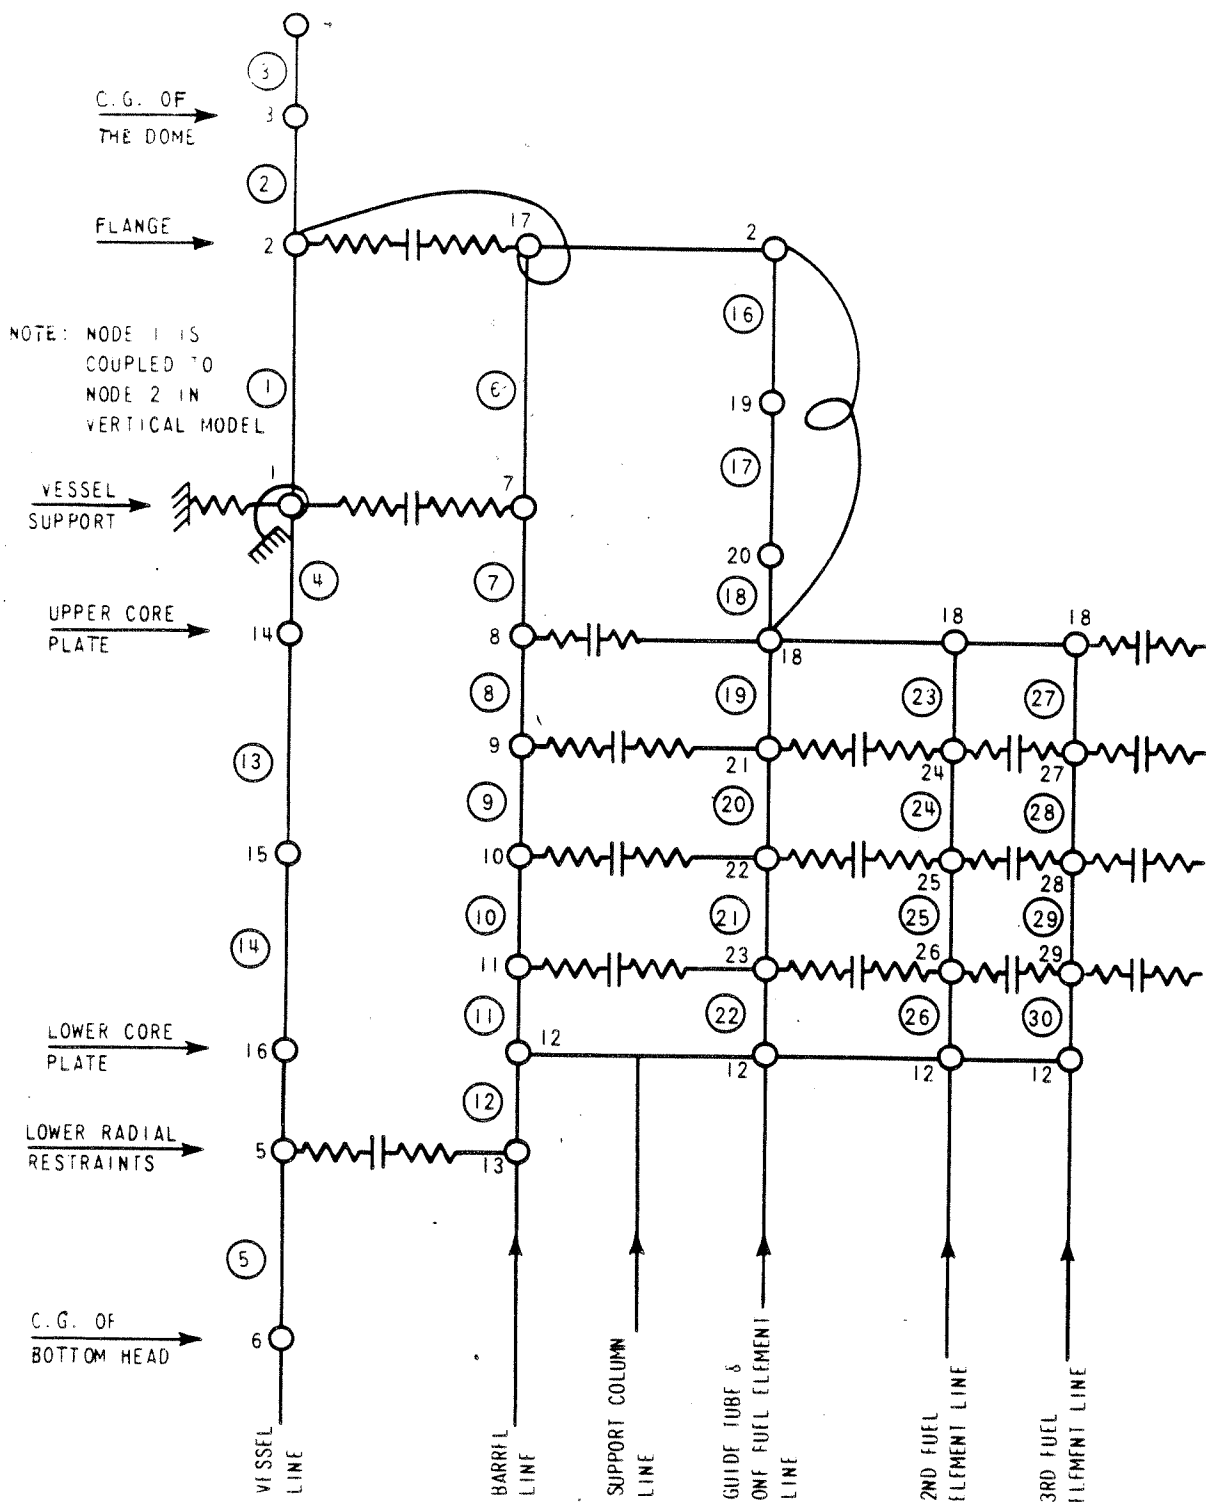 3
C.G. OF
THE DOME
3
2
FLANGE
2
17
2
16
NOTE: NODE 1 IS
COUPLED TO
NODE 2 IN
VERTICAL MODEL
1
6
19
17
VESSEL
SUPPORT
1
7
20
4
7
18
UPPER CORE
PLATE
14
8
18
18
18
8
19
23
27
13
9
21
24
27
9
20
24
28
15
10
22
25
28
14
10
21
25
29
11
23
26
29
11
22
26
30
LOWER CORE
PLATE
16
12
12
12
12
12
LOWER RADIAL
RESTRAINTS
5
13
5
C.G. OF
BOTTOM HEAD
6
VESSEL
LINE
BARREL
LINE
SUPPORT COLUMN
LINE
GUIDE TUBE &
ONE FUEL ELEMENT
LINE
2ND FUEL
ELEMENT LINE
3RD FUEL
ELEMENT LINE